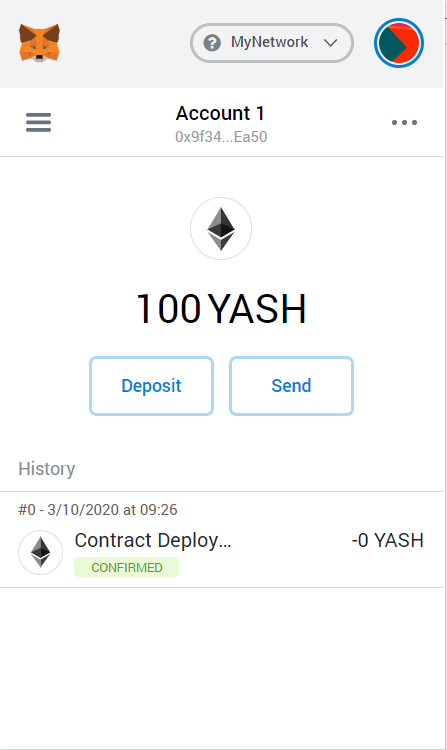 MyNetwork
Account 1
0x9f34...Ea50
100 YASH
Deposit
Send
History
#0 - 3/10/2020 at 09:26
Contract Deploy... -0 YASH
CONFIRMED